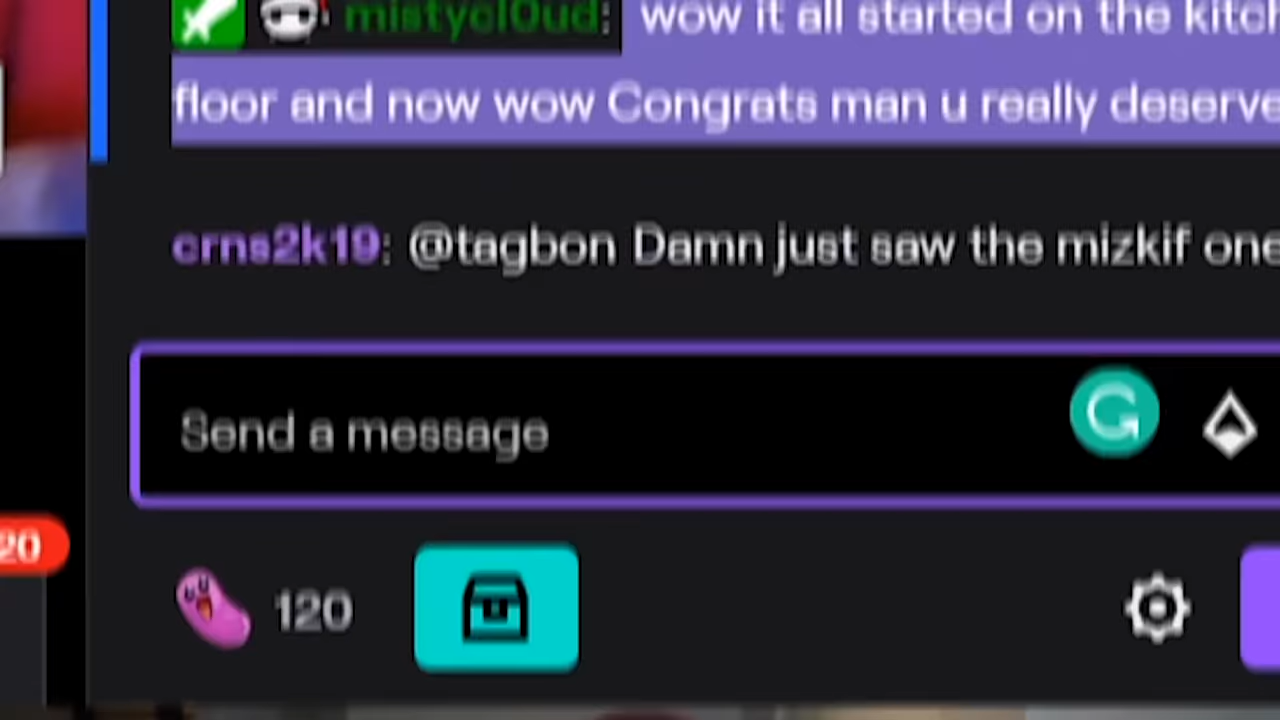 mistycl0ud: wow it all started on the kitch
floor and now wow Congrats man u really deserve
crns2k19: @tagbon Damn just saw the mizkif one
Send a message
20
120